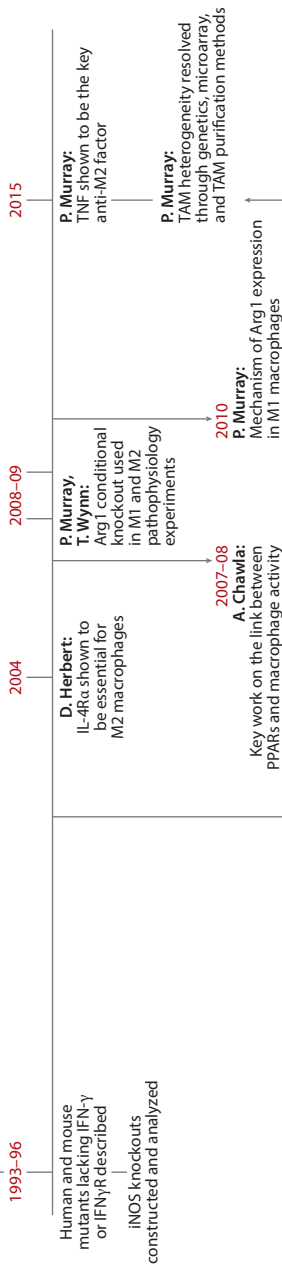 1993–96
Human and mouse
mutants lacking IFN-γ
or IFNγR described
iNOS knockouts
constructed and analyzed
2004
D. Herbert:
IL-4Rα shown to
be essential for
M2 macrophages
2007–08
A. Chawla:
Key work on the link between
PPARs and macrophage activity
2008–09
P. Murray,
T. Wynn:
Arg1 conditional
knockout used
in M1 and M2
pathophysiology
experiments
2010
P. Murray:
Mechanism of Arg1 expression
in M1 macrophages
2015
P. Murray:
TNF shown to be the key
anti-M2 factor
P. Murray:
TAM heterogeneity resolved
through genetics, microarray,
and TAM purification methods